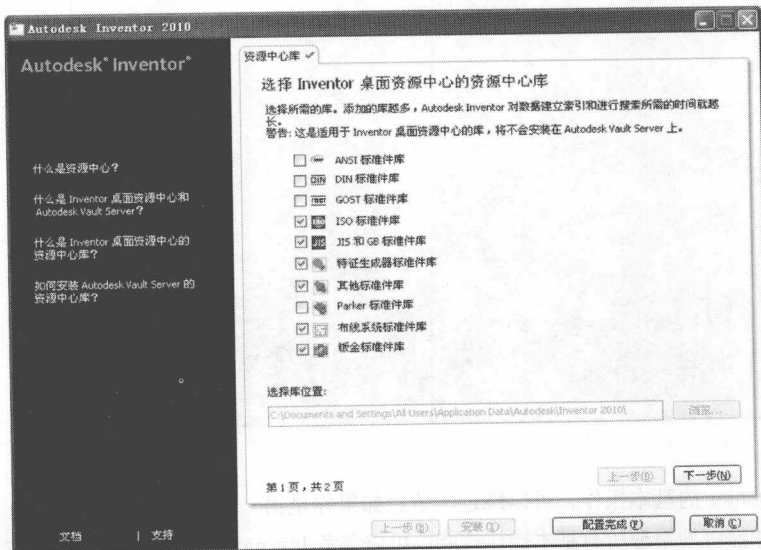 Autodesk Inventor 2010
Autodesk® Inventor®
什么是资源中心？
什么是 Inventor 桌面资源中心和
Autodesk Vault Server？
什么是 Inventor 桌面资源中心的
资源中心库？
如何安装 Autodesk Vault Server 的
资源中心库？
文档 | 支持
资源中心库
选择 Inventor 桌面资源中心的资源中心库
选择所需的库。添加的库越多，Autodesk Inventor 对数据建立索引和进行搜索所需的时间就越
长。
警告: 这是适用于 Inventor 桌面资源中心的库，将不会安装在 Autodesk Vault Server 上。
ANSI 标准件库
DIN DIN 标准件库
GOST 标准件库
ISO ISO 标准件库
JIS JIS 和 GB 标准件库
特征生成器标准件库
其他标准件库
Parker 标准件库
布线系统标准件库
钣金标准件库
选择库位置:
C:\Documents and Settings\All Users\Application Data\Autodesk\Inventor 2010\
浏览...
第 1 页，共 2 页
上一步(B)
下一步(N)
上一步(B)
安装(I)
配置完成(F)
取消(C)